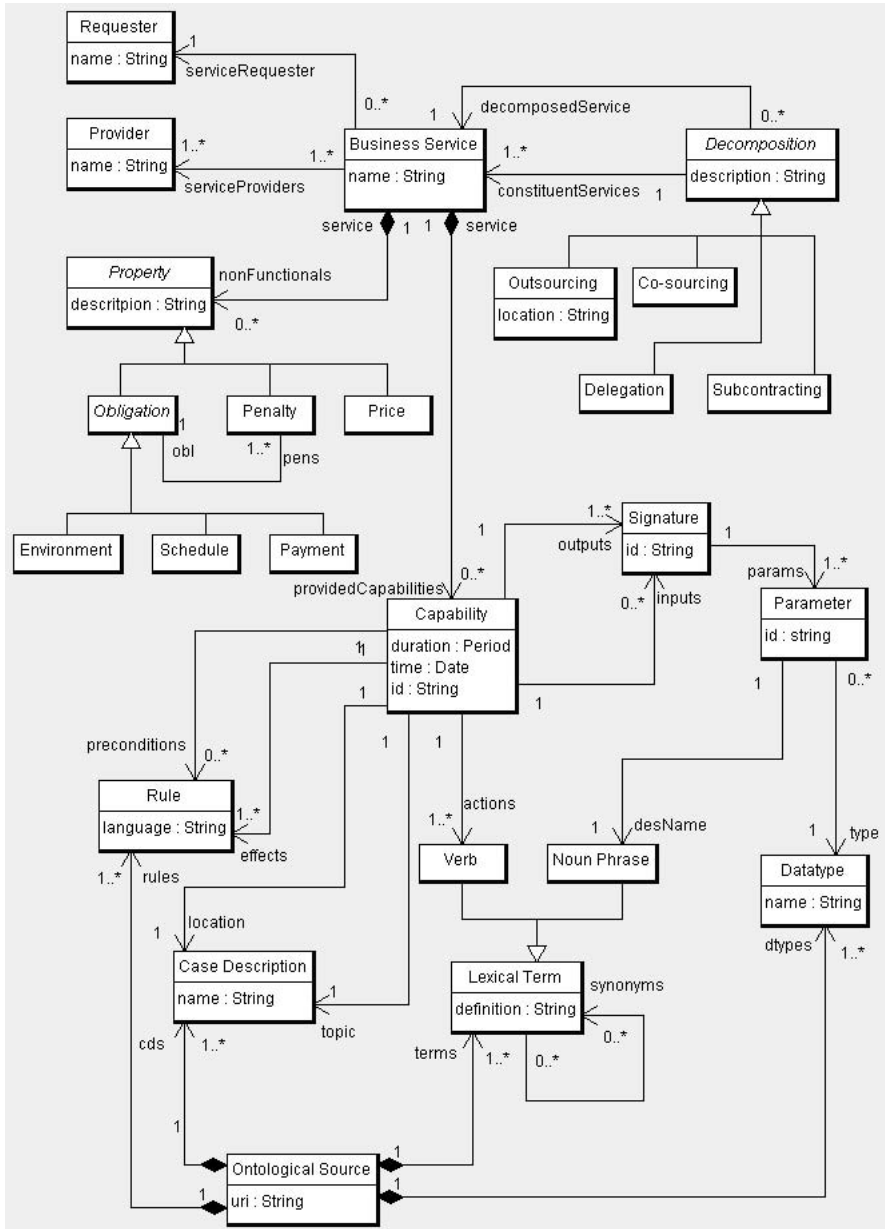 Requester
name : String
1
serviceRequester
0..*
Provider
name : String
1..*
serviceProviders
1..*
Business Service
name : String
1
decomposedService
0..*
1..*
constituentServices
1
Decomposition
description : String
service
1
1
service
Property
descritpion : String
nonFunctionals
0..*
Outsourcing
location : String
Co-sourcing
Delegation
Subcontracting
Obligation
1
obl
Penalty
1..*
pens
Price
Environment
Schedule
Payment
1
1..*
outputs
Signature
id : String
1
params
1..*
providedCapabilities
0..*
0..*
inputs
Capability
duration : Period
time : Date
id : String
1
1
1
1
1
1
Parameter
id : string
1
0..*
preconditions
0..*
Rule
language : String
1..*
effects
1..*
rules
actions
1..*
Verb
1
desName
Noun Phrase
1
type
Datatype
name : String
dtypes
1..*
location
1
Case Description
name : String
1
topic
cds
1..*
Lexical Term
definition : String
synonyms
0..*
0..*
terms
1..*
1
Ontological Source
uri : String
1
1
1